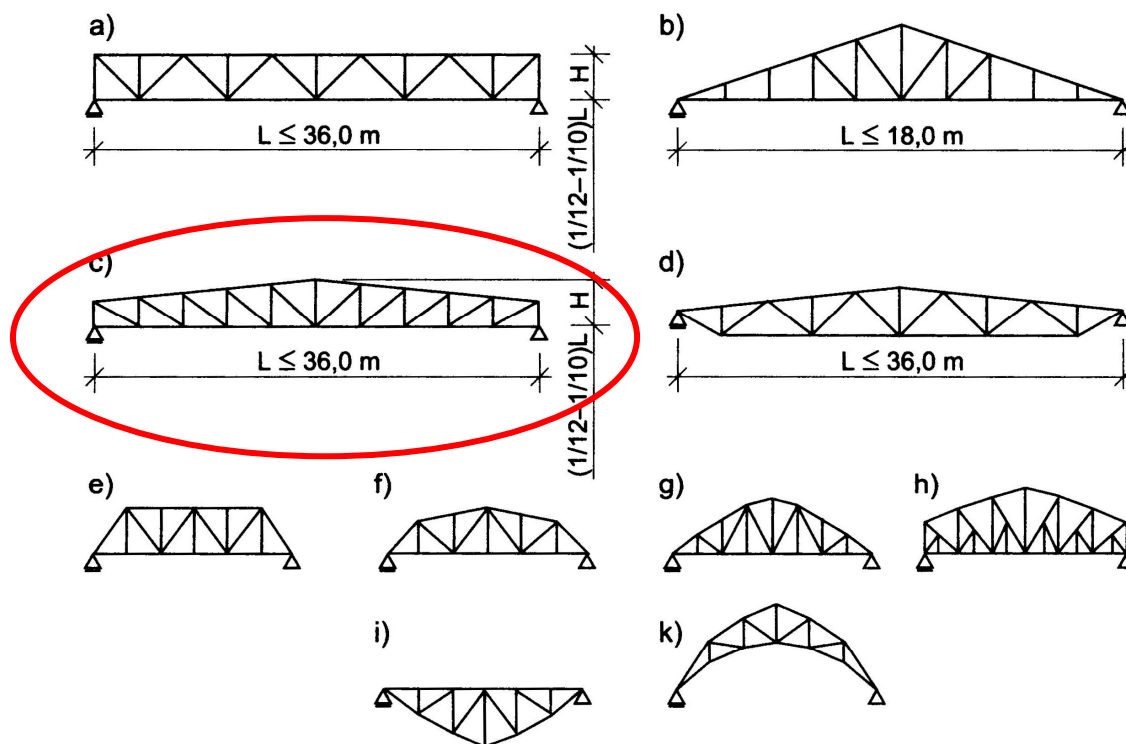 a)
H
L ≤ 36,0 m
(1/12–1/10)L
b)
L ≤ 18,0 m
c)
H
L ≤ 36,0 m
(1/12–1/10)L
d)
L ≤ 36,0 m
e)
f)
g)
h)
i)
k)